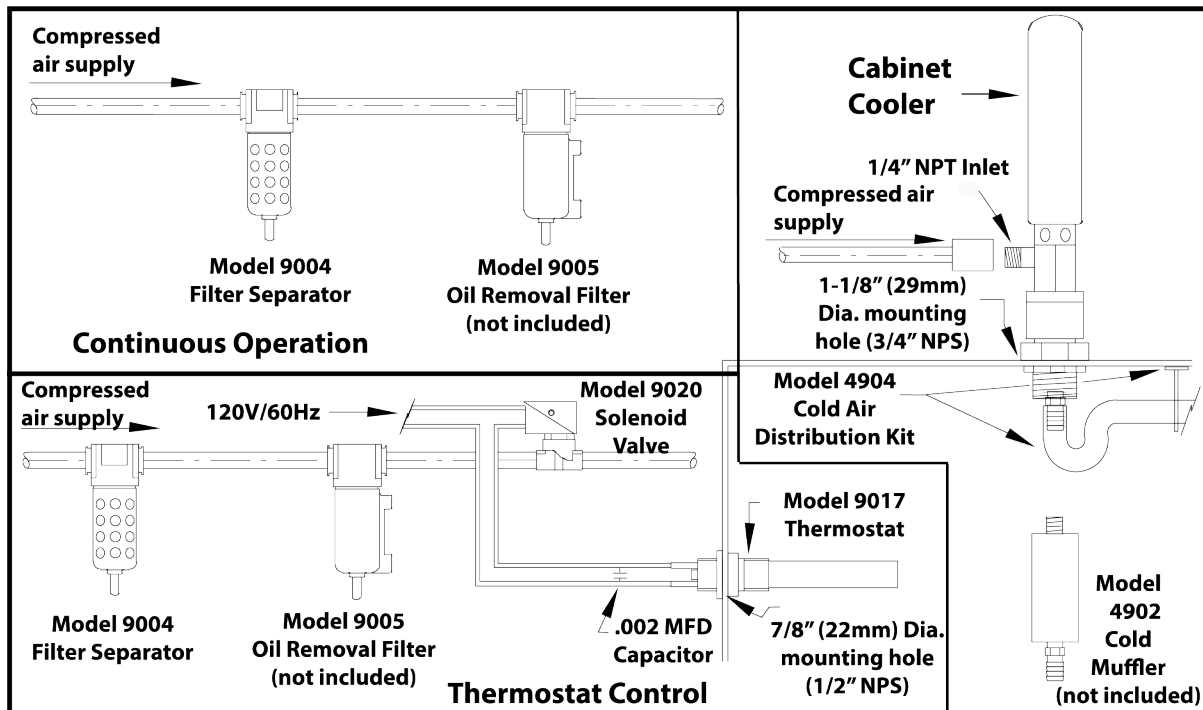 Compressed
air supply
Model 9004
Filter Separator
Model 9005
Oil Removal Filter
(not included)
Continuous Operation
Cabinet
Cooler
1/4” NPT Inlet
Compressed air
supply
1-1/8” (29mm)
Dia. mounting
hole (3/4” NPS)
Model 4904
Cold Air
Distribution Kit
Compressed
air supply
120V/60Hz
Model 9020
Solenoid
Valve
Model 9017
Thermostat
Model 9004
Filter Separator
Model 9005
Oil Removal Filter
(not included)
.002 MFD
Capacitor
7/8” (22mm) Dia.
mounting hole
(1/2” NPS)
Thermostat Control
Model
4902
Cold
Muffler
(not included)